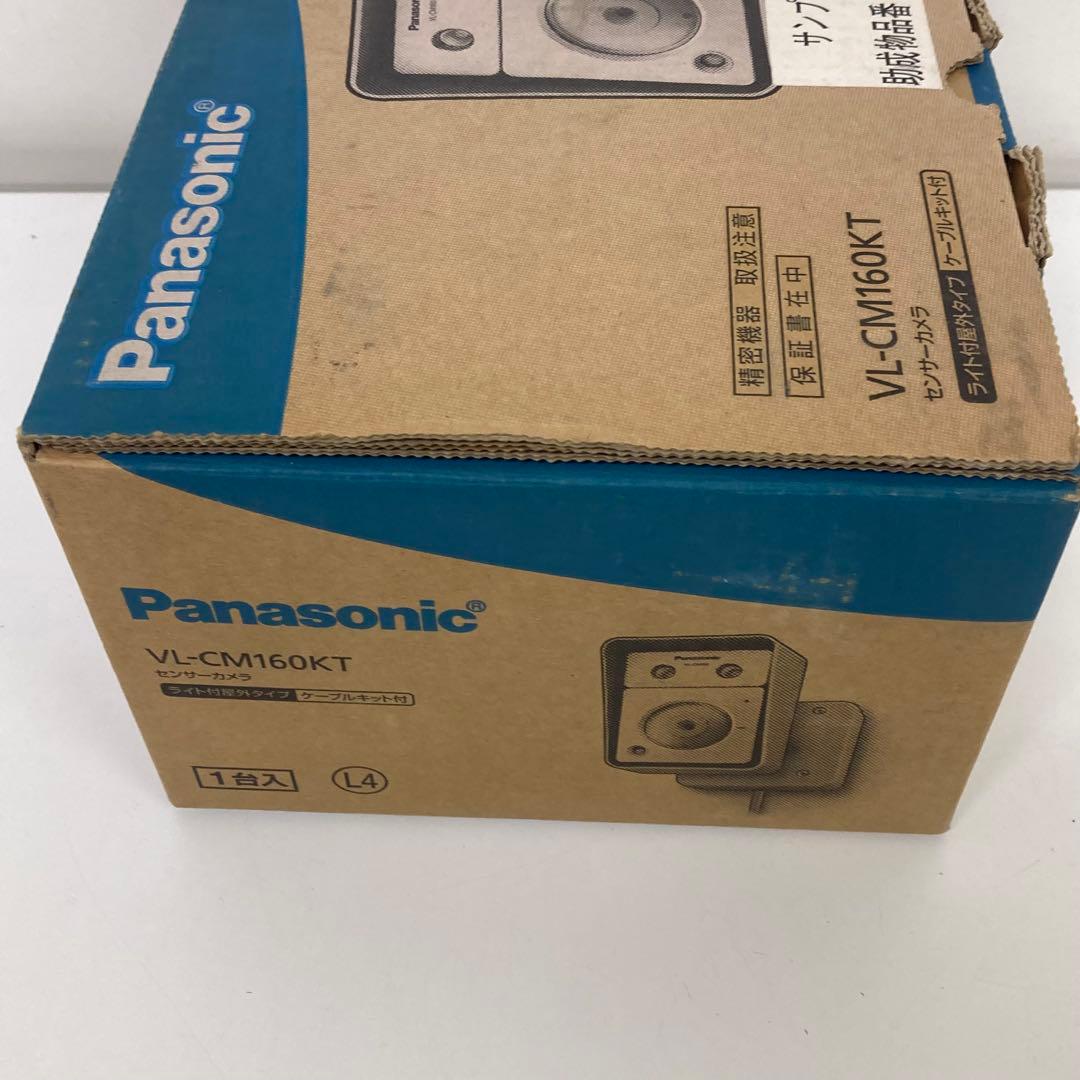 Panasonic
サンプ
助成物品番
Panasonic®
精密機器 取扱注意
保証書在中
VL-CM160KT
センサーカメラ
ライト付屋外タイプ ケーブルキット付
Panasonic®
VL-CM160KT
センサーカメラ
ライト付屋外タイプ ケーブルキット付
1台入 L4
Panasonic